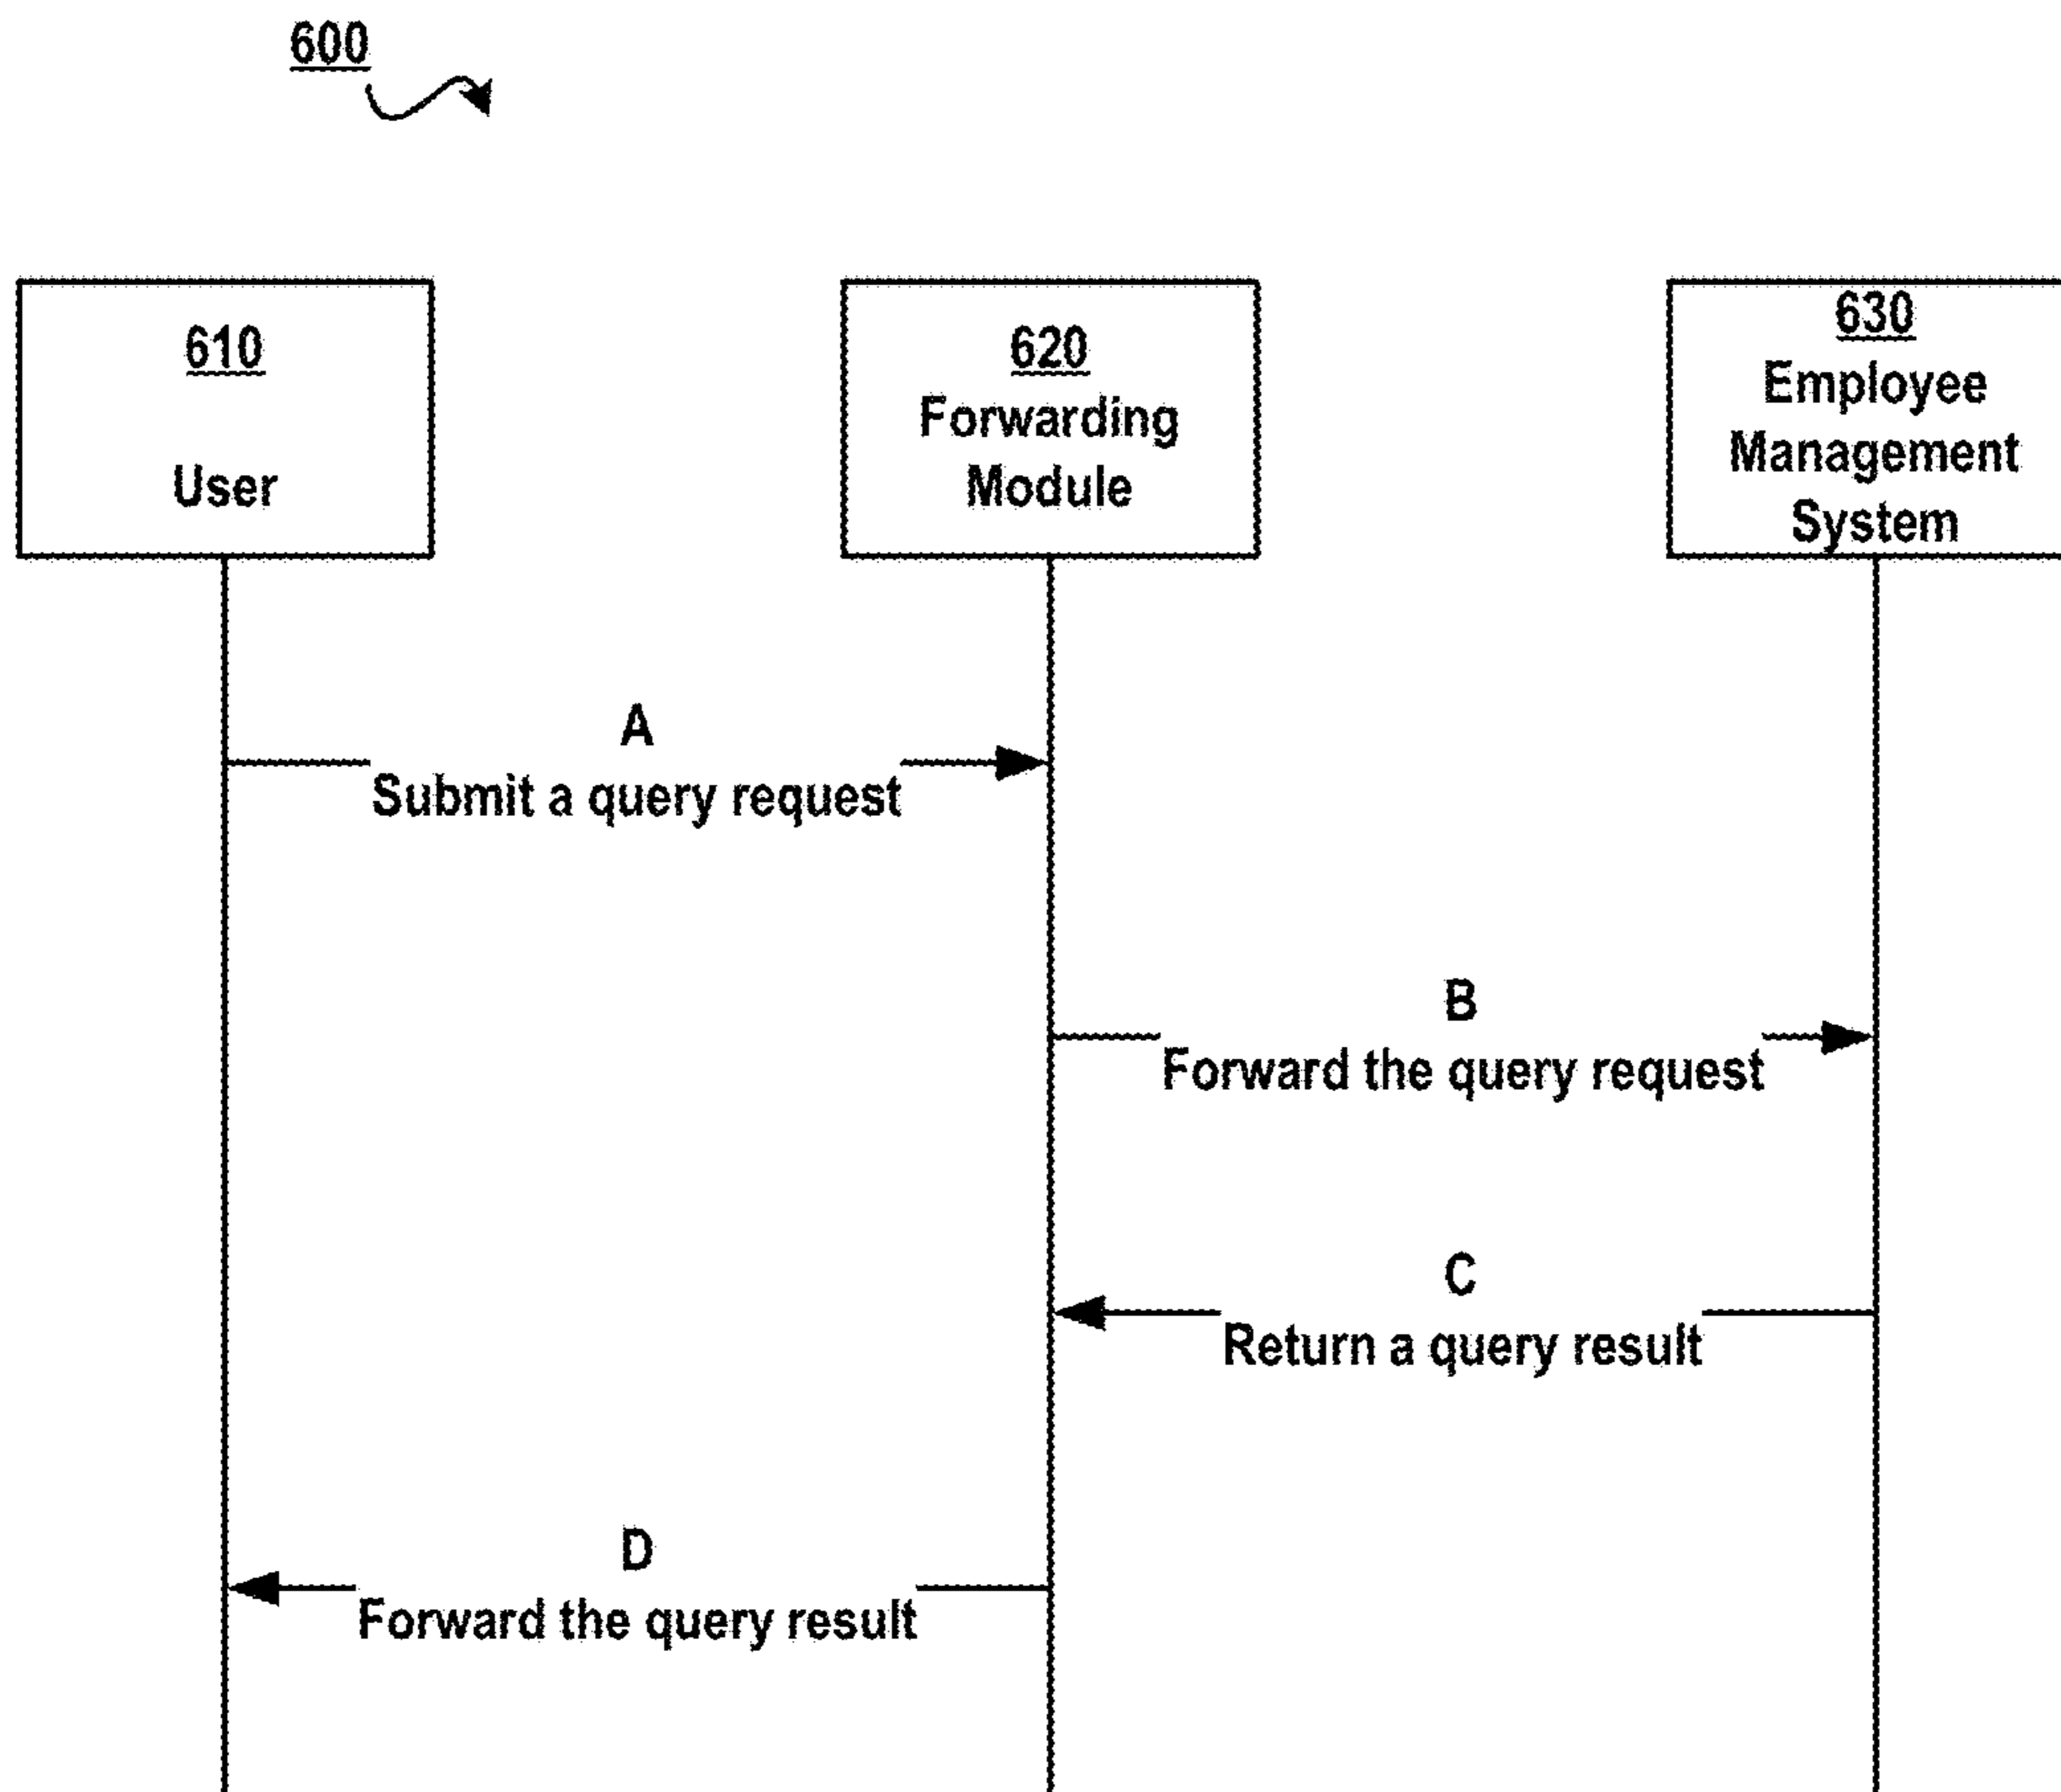 600
610
User
620
Forwarding
Module
630
Employee
Management
System
A
Submit a query request
B
Forward the query request
C
Return a query result
D
Forward the query result